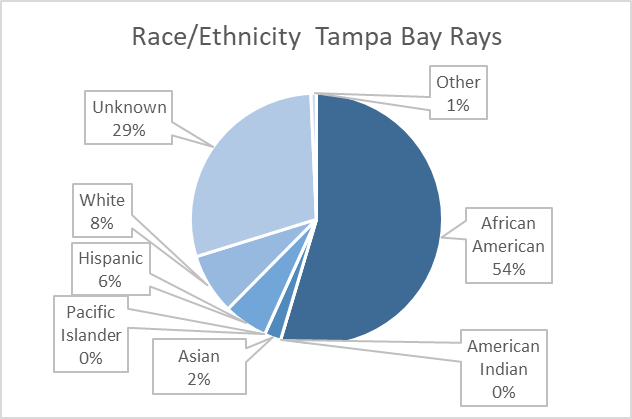 Race/Ethnicity  Tampa Bay Rays
Other
1%
Unknown
29%
White
8%
African
American
54%
Hispanic
6%
Pacific
Islander
0%
Asian
2%
American
Indian
0%